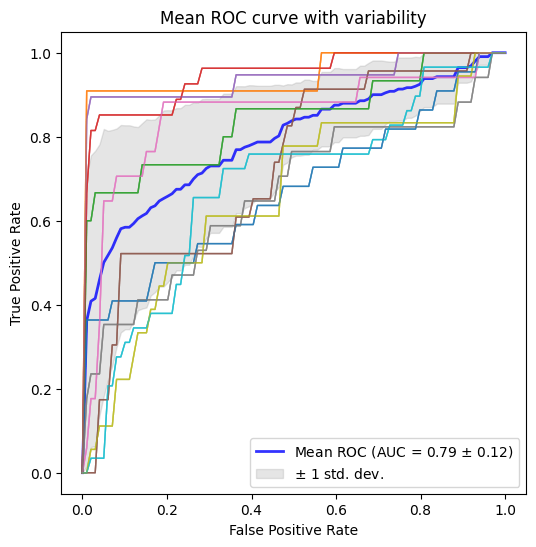 Mean ROC curve with variability
True Positive Rate
1.0
0.8
0.6
0.4
0.2
0.0
Mean ROC (AUC = 0.79 ± 0.12)
± 1 std. dev.
0.0 0.2 0.4 0.6 0.8 1.0
False Positive Rate